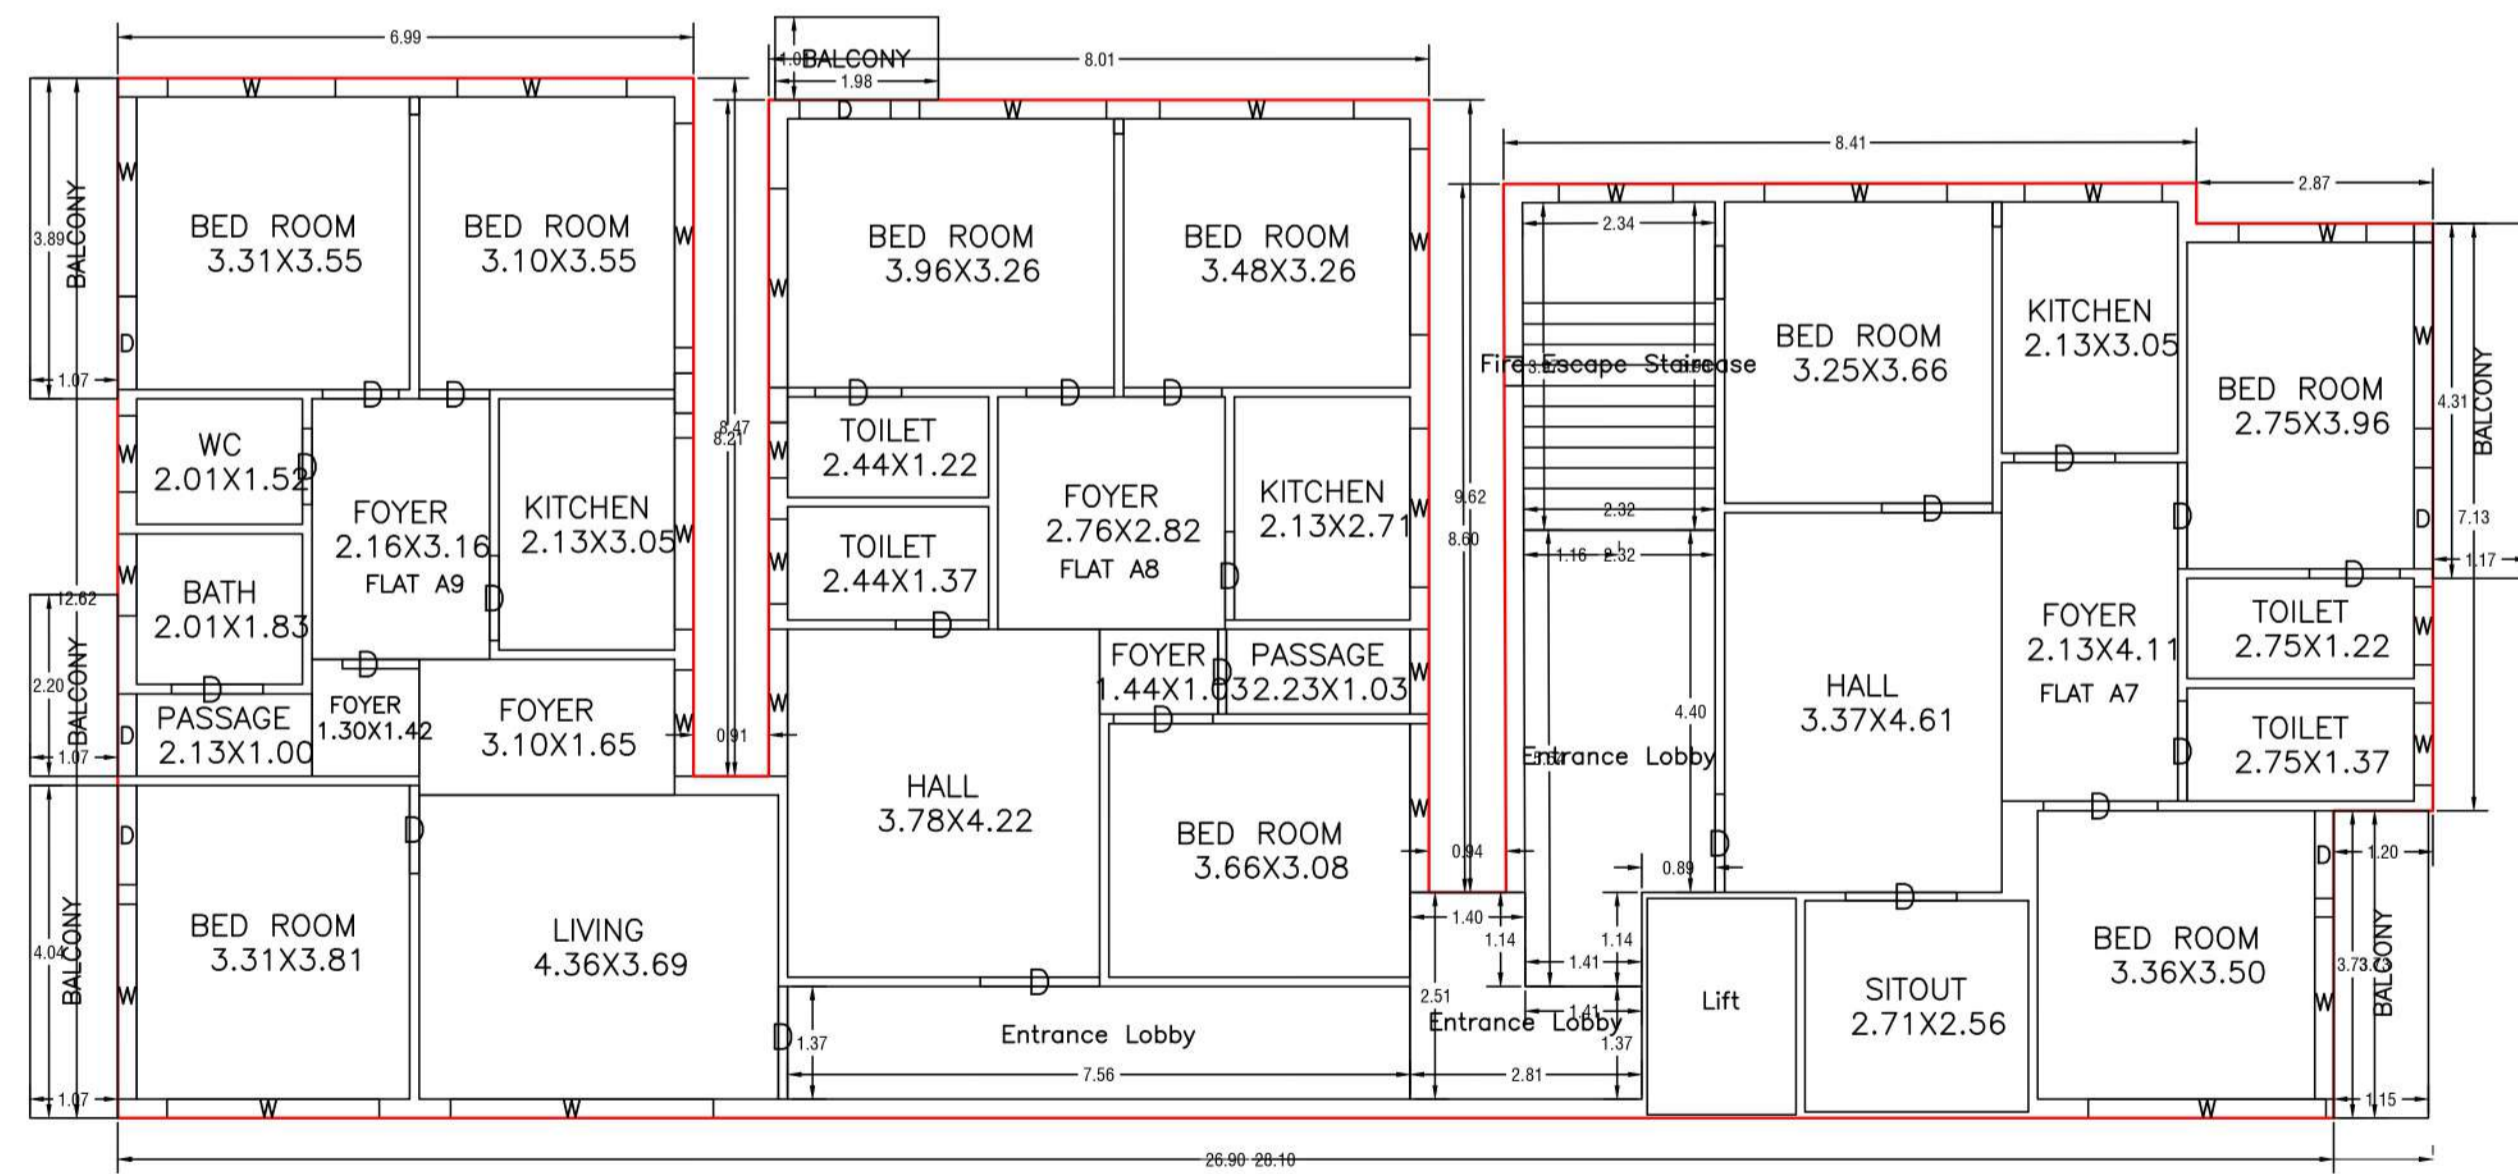 6.99
1.98
BALCONY
8.01
8.41
2.87
W
W
D
W
W
W
W
W
W
W
BALCONY
3.89
1.07
BED ROOM
3.31X3.55
BED ROOM
3.10X3.55
W
W
D
D
D
8.47
8.21
BED ROOM
3.96X3.26
BED ROOM
3.48X3.26
W
W
D
D
D
9.62
8.60
2.34
Fire Escape Staircase
2.32
1.16
2.32
BED ROOM
3.25X3.66
D
KITCHEN
2.13X3.05
D
BED ROOM
2.75X3.96
W
D
D
D
4.31
BALCONY
7.13
1.17
WC
2.01X1.52
W
D
BATH
2.01X1.83
W
D
12.62
FOYER
2.16X3.16
FLAT A9
D
D
KITCHEN
2.13X3.05
W
TOILET
2.44X1.22
W
TOILET
2.44X1.37
W
D
FOYER
2.76X2.82
FLAT A8
D
KITCHEN
2.13X2.71
W
2.20
BALCONY
1.07
PASSAGE
2.13X1.00
D
FOYER
1.30X1.42
FOYER
3.10X1.65
W
0.91
W
FOYER
1.44X1.03
D
PASSAGE
2.23X1.03
W
D
HALL
3.78X4.22
D
BED ROOM
3.66X3.08
W
0.94
4.40
Entrance Lobby
0.89
D
HALL
3.37X4.61
D
FOYER
2.13X4.11
FLAT A7
D
D
TOILET
2.75X1.22
W
TOILET
2.75X1.37
W
1.20
4.04
BALCONY
1.07
D
W
BED ROOM
3.31X3.81
W
D
LIVING
4.36X3.69
W
D
1.37
Entrance Lobby
7.56
1.40
1.14
1.14
1.41
2.51
1.41
Entrance Lobby
1.37
2.81
Lift
SITOUT
2.71X2.56
BED ROOM
3.36X3.50
D
W
W
3.73
3.73
BALCONY
1.15
26.90
28.10